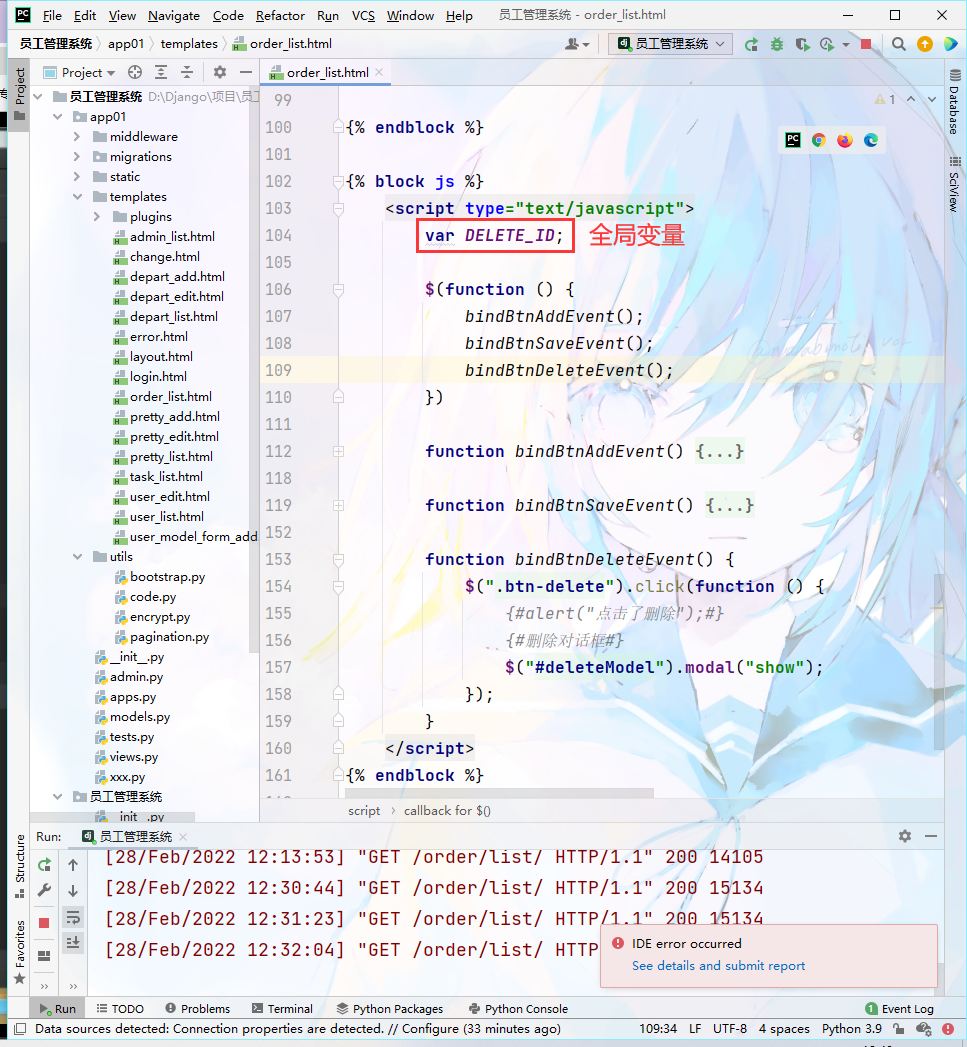 File Edit View Navigate Code Refactor Run VCS Window Help 员工管理系统 - order_list.html
员工管理系统 app01 templates order_list.html 员工管理系统
Project order_list.html
Project
员工管理系统 D:\Django\项目\员工
app01
middleware
migrations
static
templates
plugins
admin_list.html
change.html
depart_add.html
depart_edit.html
depart_list.html
error.html
layout.html
login.html
order_list.html
pretty_add.html
pretty_edit.html
pretty_list.html
task_list.html
user_edit.html
user_list.html
user_model_form_add
utils
bootstrap.py
code.py
encrypt.py
pagination.py
__init__.py
admin.py
apps.py
models.py
tests.py
views.py
xxx.py
员工管理系统
__init__.py
99
1
100 {% endblock %}
101
102 {% block js %}
103 <script type="text/javascript">
104 var DELETE_ID; 全局变量
105
106 $(function () {
107 bindBtnAddEvent();
108 bindBtnSaveEvent();
109 bindBtnDeleteEvent();
110 })
111
112 function bindBtnAddEvent() {...}
118
119 function bindBtnSaveEvent() {...}
152
153 function bindBtnDeleteEvent() {
154 $(".btn-delete").click(function () {
155 {#alert("点击了删除");#}
156 {#删除对话框#}
157 $("#deleteModel").modal("show");
158 });
159 }
160 </script>
161 {% endblock %}
script callback for $()
Database
SciView
Run: 员工管理系统
[28/Feb/2022 12:13:53] "GET /order/list/ HTTP/1.1" 200 14105
[28/Feb/2022 12:30:44] "GET /order/list/ HTTP/1.1" 200 15134
[28/Feb/2022 12:31:23] "GET /order/list/ HTTP/1.1" 200 15134
[28/Feb/2022 12:32:04] "GET /order/list/ HTTP
IDE error occurred
See details and submit report
Structure
Favorites
Run TODO Problems Terminal Python Packages Python Console 1 Event Log
Data sources detected: Connection properties are detected. // Configure (33 minutes ago) 109:34 LF UTF-8 4 spaces Python 3.9